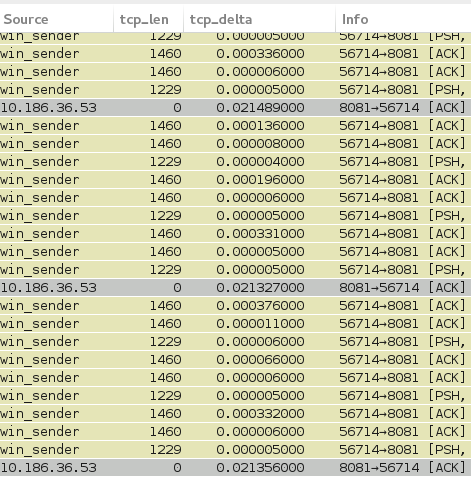 Source tcp_len tcp_delta Info
win_sender 1229 0.000005000 56714→8081 [PSH,
win_sender 1460 0.000336000 56714→8081 [ACK]
win_sender 1460 0.000006000 56714→8081 [ACK]
win_sender 1229 0.000005000 56714→8081 [PSH,
10.186.36.53 0 0.021489000 8081→56714 [ACK]
win_sender 1460 0.000136000 56714→8081 [ACK]
win_sender 1460 0.000008000 56714→8081 [ACK]
win_sender 1229 0.000004000 56714→8081 [PSH,
win_sender 1460 0.000196000 56714→8081 [ACK]
win_sender 1460 0.000006000 56714→8081 [ACK]
win_sender 1229 0.000005000 56714→8081 [PSH,
win_sender 1460 0.000331000 56714→8081 [ACK]
win_sender 1460 0.000005000 56714→8081 [ACK]
win_sender 1229 0.000005000 56714→8081 [PSH,
10.186.36.53 0 0.021327000 8081→56714 [ACK]
win_sender 1460 0.000376000 56714→8081 [ACK]
win_sender 1460 0.000011000 56714→8081 [ACK]
win_sender 1229 0.000006000 56714→8081 [PSH,
win_sender 1460 0.000066000 56714→8081 [ACK]
win_sender 1460 0.000006000 56714→8081 [ACK]
win_sender 1229 0.000005000 56714→8081 [PSH,
win_sender 1460 0.000332000 56714→8081 [ACK]
win_sender 1460 0.000006000 56714→8081 [ACK]
win_sender 1229 0.000005000 56714→8081 [PSH,
10.186.36.53 0 0.021356000 8081→56714 [ACK]